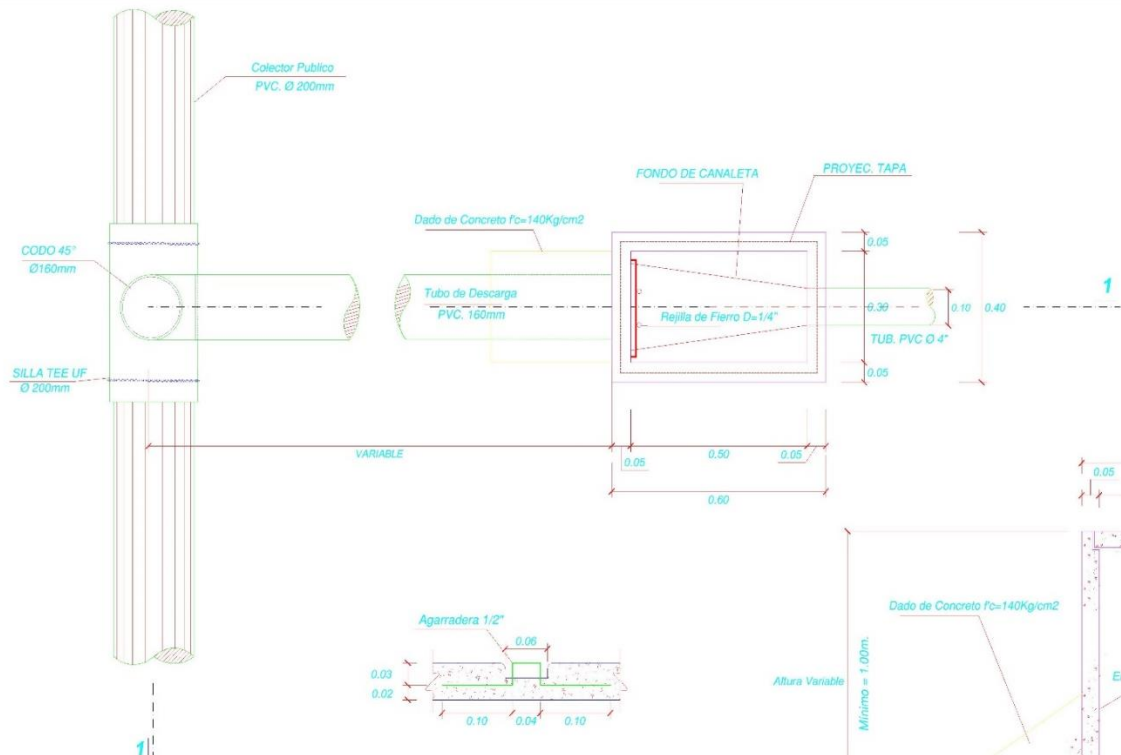 Colector Publico
PVC. Ø 200mm
PROYEC. TAPA
FONDO DE CANALETA
Dado de Concreto f'c=140Kg/cm2
CODO 45°
Ø160mm
Tubo de Descarga
PVC. 160mm
Rejilla de Fierro D=1/4"
0.05
0.30
0.10
0.40
1
TUB. PVC Ø 4"
0.05
SILLA TEE UF
Ø 200mm
VARIABLE
0.05
0.50
0.05
0.60
0.05
Agarradera 1/2"
0.06
0.03
0.02
0.10
0.04
0.10
Dado de Concreto f'c=140Kg/cm2
Altura Variable
Mínimo = 1.00m.
1